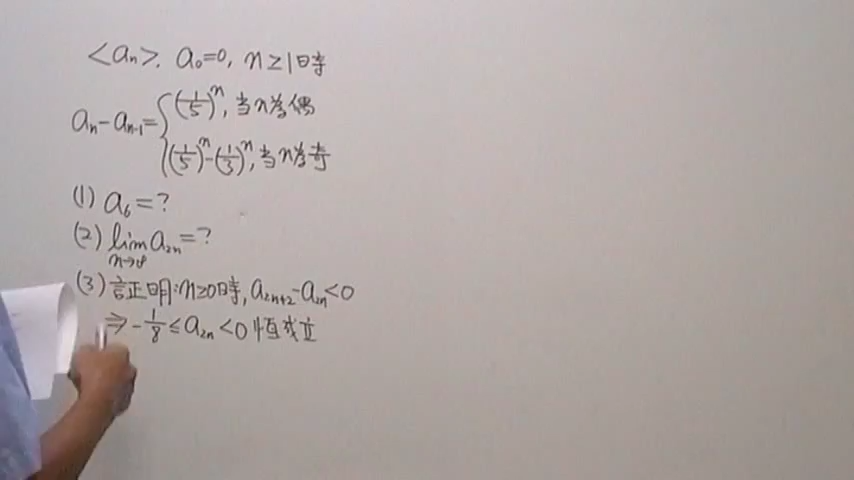 <aₙ>, a₀=0, n≥1時
aₙ-aₙ₋₁={(1/5)ⁿ, 当n為偶
(1/5)ⁿ-(1/3)ⁿ, 当n為奇
(1) a₆=?
(2) lim n→∞ a₂ₙ=?
(3) 証明:n≥0時, a₂ₙ₊₂-a₂ₙ<0
⇒ -1/8≤a₂ₙ<0恆成立